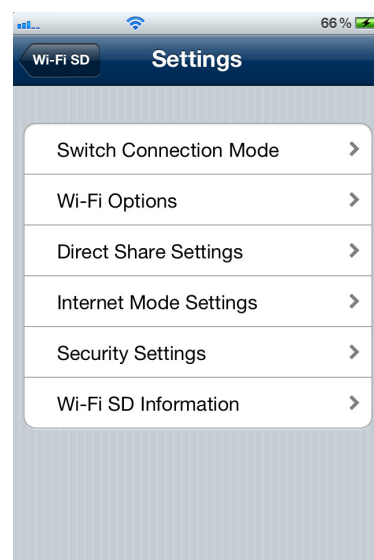 66%
Wi-Fi SD
Settings
Switch Connection Mode
Wi-Fi Options
Direct Share Settings
Internet Mode Settings
Security Settings
Wi-Fi SD Information